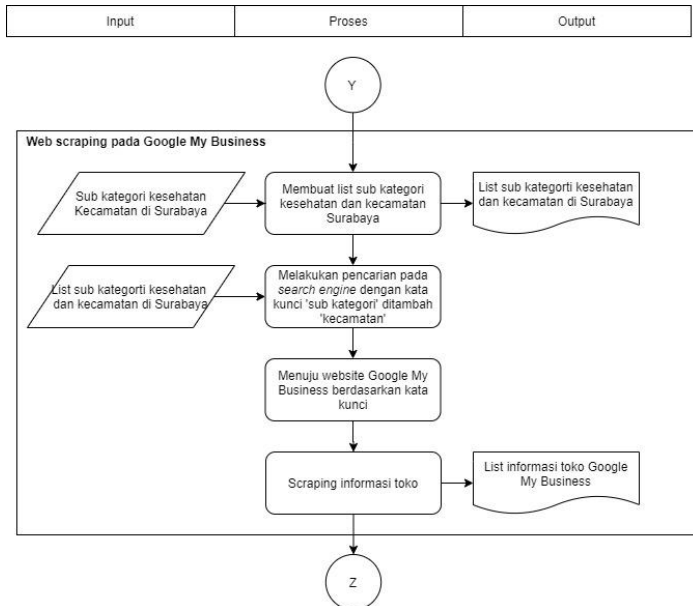 Input
Proses
Output
Y
Web scraping pada Google My Business
Sub kategori kesehatan
Kecamatan di Surabaya
Membuat list sub kategori
kesehatan dan kecamatan
Surabaya
List sub kategorti kesehatan
dan kecamatan di Surabaya
List sub kategorti kesehatan
dan kecamatan di Surabaya
Melakukan pencarian pada
search engine dengan kata
kunci 'sub kategori' ditambah
'kecamatan'
Menuju website Google My
Business berdasarkan kata
kunci
Scraping informasi toko
List informasi toko Google
My Business
Z